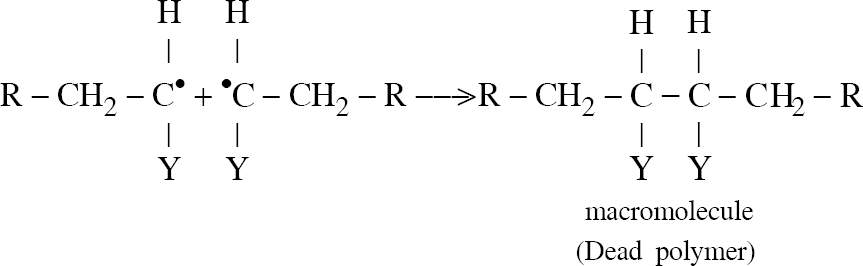 H H H H
| | | |
R – CH₂ – C• + •C – CH₂ – R ––→ R – CH₂ – C – C – CH₂ – R
| | | |
Y Y Y Y
macromolecule
(Dead polymer)